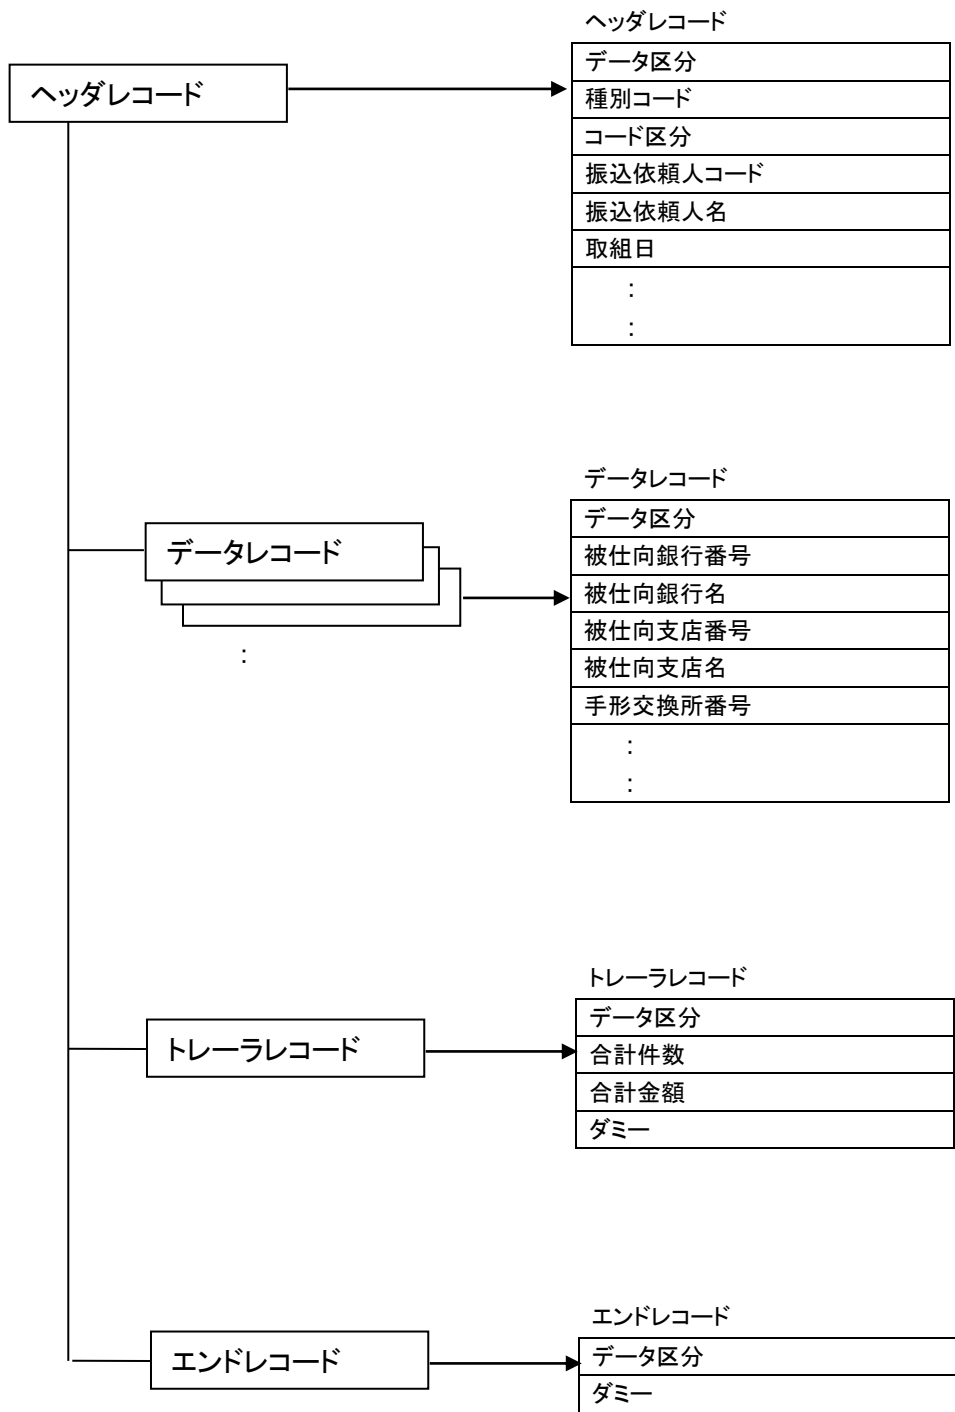 ヘッダレコード
ヘッダレコード
データ区分
種別コード
コード区分
振込依頼人コード
振込依頼人名
取組日
:
:
データレコード
:
データレコード
データ区分
被仕向銀行番号
被仕向銀行名
被仕向支店番号
被仕向支店名
手形交換所番号
:
:
トレーラレコード
トレーラレコード
データ区分
合計件数
合計金額
ダミー
エンドレコード
エンドレコード
データ区分
ダミー